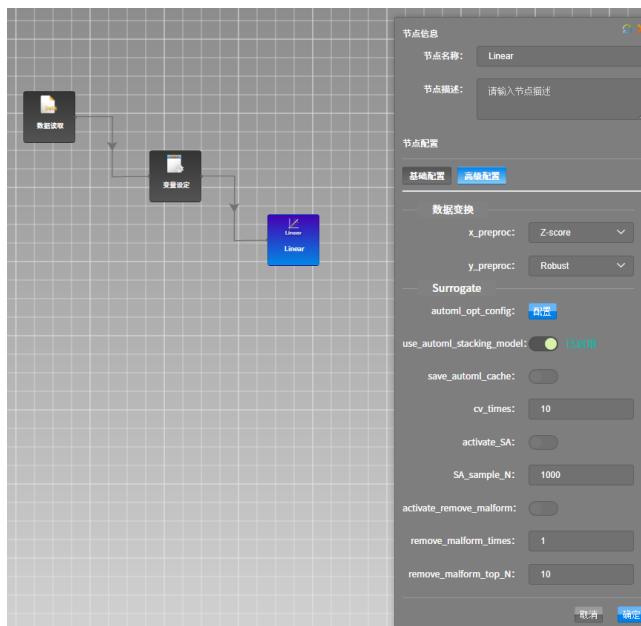 节点信息
节点名称: Linear
节点描述: 请输入节点描述
节点配置
基础配置 高级配置
数据变换
x_preproc: Z-score
y_preproc: Robust
Surrogate
automl_opt_config: 配置
use_automl_stacking_model: 已启用
save_automl_cache:
cv_times: 10
activate_SA:
SA_sample_N: 1000
activate_remove_malform:
remove_malform_times: 1
remove_malform_top_N: 10
取消 确定
数据读取
变量设定
Linear
Linear